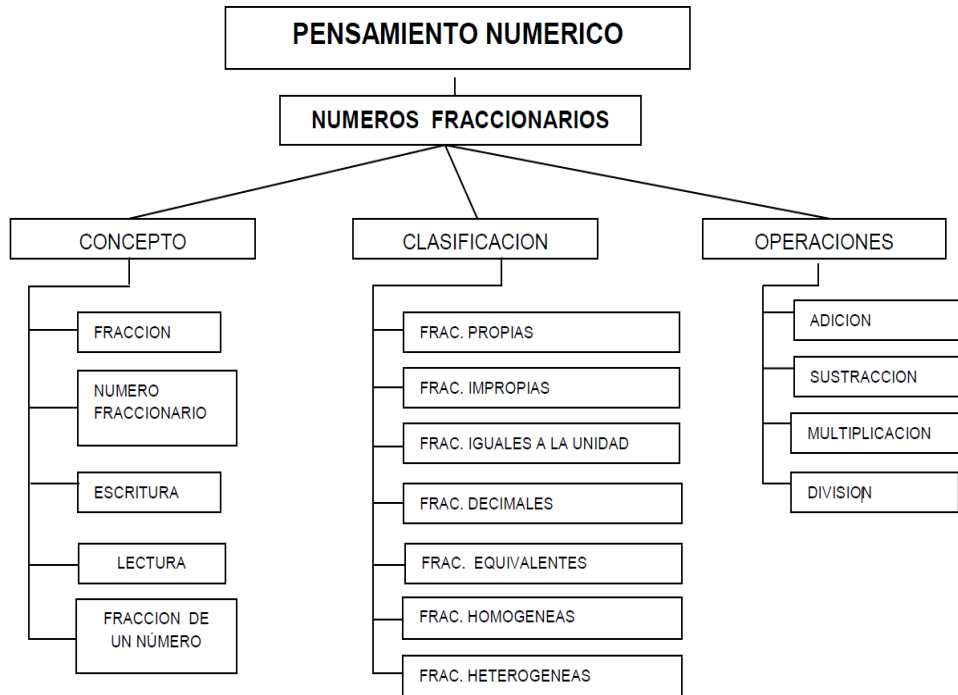 PENSAMIENTO NUMERICO
NUMEROS FRACCIONARIOS
CONCEPTO
FRACCION
NUMERO
FRACCIONARIO
ESCRITURA
LECTURA
FRACCION DE
UN NÚMERO
CLASIFICACION
FRAC. PROPIAS
FRAC. IMPROPIAS
FRAC. IGUALES A LA UNIDAD
FRAC. DECIMALES
FRAC. EQUIVALENTES
FRAC. HOMOGENEAS
FRAC. HETEROGENEAS
OPERACIONES
ADICION
SUSTRACCION
MULTIPLICACION
DIVISION